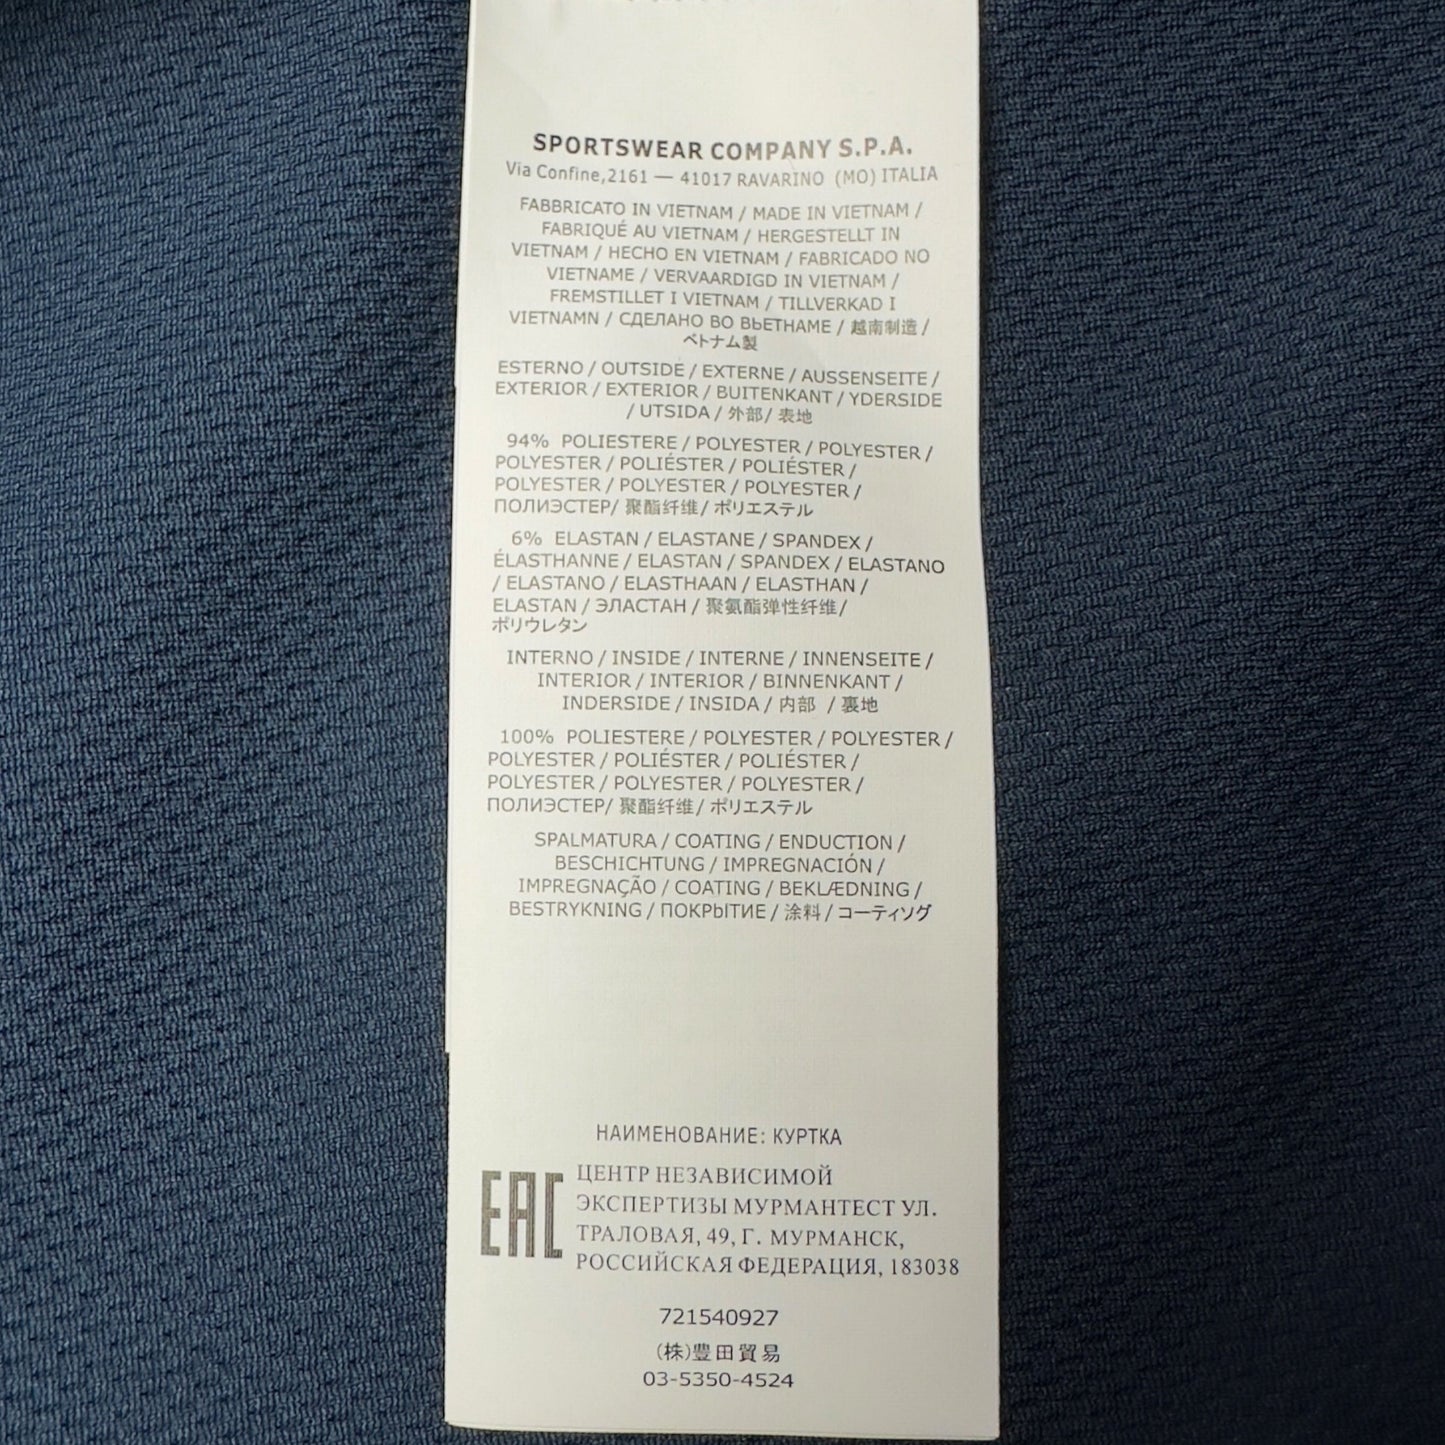 SPORTSWEAR COMPANY S.P.A.
Via Confine,2161 — 41017 RAVARINO (MO) ITALIA
FABBRICATO IN VIETNAM / MADE IN VIETNAM /
FABRIQUÉ AU VIETNAM / HERGESTELLT IN
VIETNAM / HECHO EN VIETNAM / FABRICADO NO
VIETNAME / VERVAARDIGD IN VIETNAM /
FREMSTILLET I VIETNAM / TILLVERKAD I
VIETNAMN / СДЕЛАНО ВО ВЬЕТНАМЕ / 越南制造 /
ベトナム製
ESTERNO / OUTSIDE / EXTERNE / AUSSENSEITE /
EXTERIOR / EXTERIOR / BUITENKANT / YDERSIDE
/ UTSIDA / 外部 / 表地
94% POLIESTERE / POLYESTER / POLYESTER /
POLYESTER / POLIÉSTER / POLIÉSTER /
POLYESTER / POLYESTER / POLYESTER /
ПОЛИЭСТЕР/ 聚酯纤维/ ポリエステル
6% ELASTAN / ELASTANE / SPANDEX /
ÉLASTHANNE / ELASTAN / SPANDEX / ELASTANO
/ ELASTANO / ELASTHAAN / ELASTHAN /
ELASTAN / ЭЛАСТАН / 聚氨酯弹性纤维/
ポリウレタン
INTERNO / INSIDE / INTERNE / INNENSEITE /
INTERIOR / INTERIOR / BINNENKANT /
INDERSIDE / INSIDA / 内部 / 裏地
100% POLIESTERE / POLYESTER / POLYESTER /
POLYESTER / POLIÉSTER / POLIÉSTER /
POLYESTER / POLYESTER / POLYESTER /
ПОЛИЭСТЕР/ 聚酯纤维/ ポリエステル
SPALMATURA / COATING / ENDUCTION /
BESCHICHTUNG / IMPREGNACIÓN /
IMPREGNAÇÃO / COATING / BEKLÆDNING /
BESTRYKNING / ПОКРЫТИЕ / 涂料 / コーティング
НАИМЕНОВАНИЕ: КУРТКА
EAC
ЦЕНТР НЕЗАВИСИМОЙ
ЭКСПЕРТИЗЫ МУРМАНТЕСТ УЛ.
ТРАЛОВАЯ, 49, Г. МУРМАНСК,
РОССИЙСКАЯ ФЕДЕРАЦИЯ, 183038
721540927
(株)豊田貿易
03-5350-4524